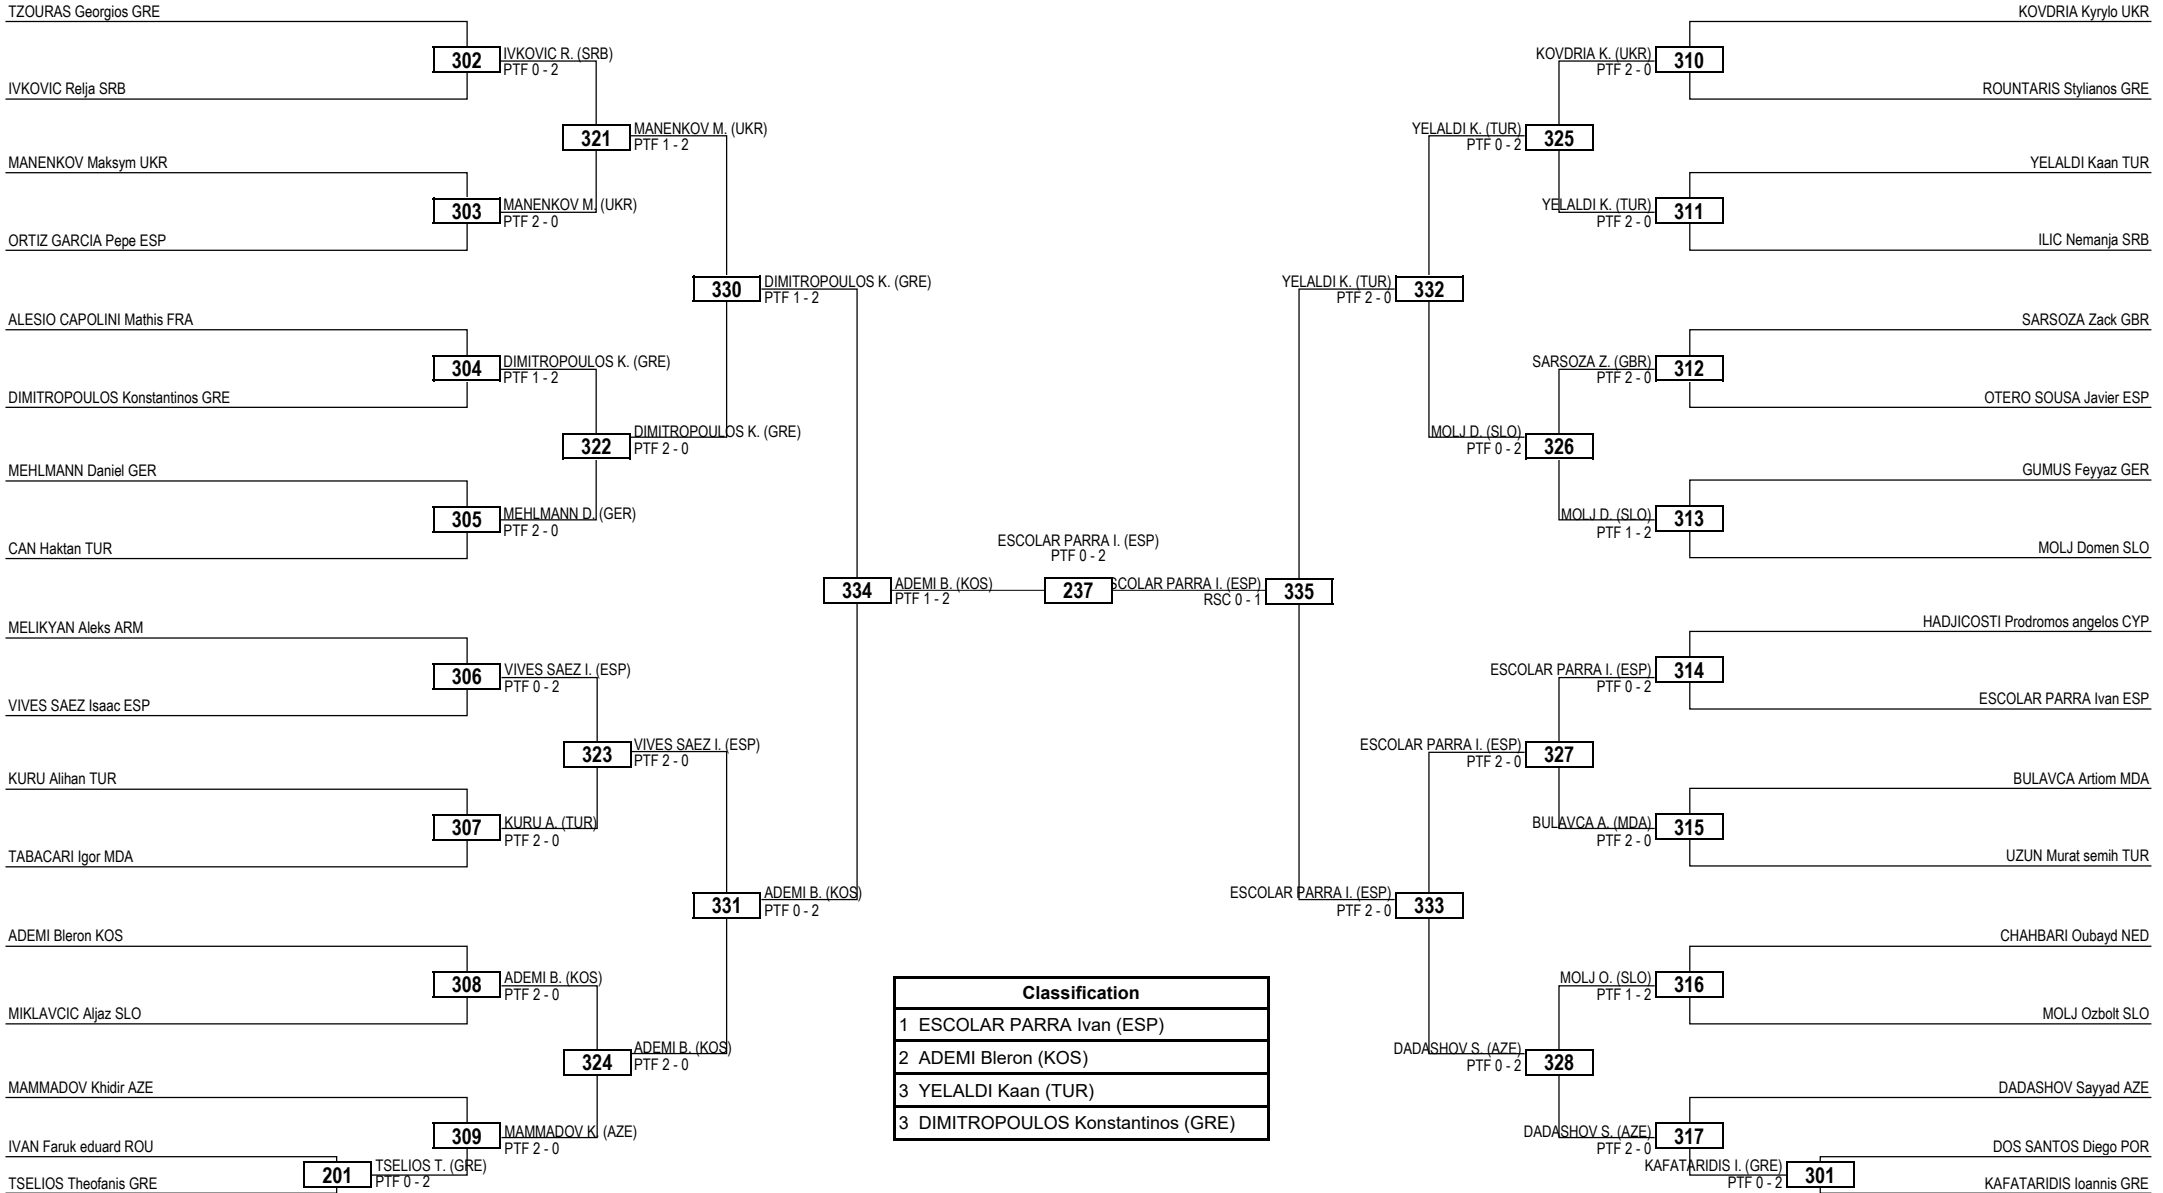 TZOURAS Georgios GRE
302
IVKOVIC R. (SRB)
PTF 0 - 2
IVKOVIC Relja SRB
321
MANENKOV M. (UKR)
PTF 1 - 2
MANENKOV Maksym UKR
303
MANENKOV M. (UKR)
PTF 2 - 0
ORTIZ GARCIA Pepe ESP
330
DIMITROPOULOS K. (GRE)
PTF 1 - 2
ALESIO CAPOLINI Mathis FRA
304
DIMITROPOULOS K. (GRE)
PTF 1 - 2
DIMITROPOULOS Konstantinos GRE
322
DIMITROPOULOS K. (GRE)
PTF 2 - 0
MEHLMANN Daniel GER
305
MEHLMANN D. (GER)
PTF 2 - 0
CAN Haktan TUR
334
ADEMI B. (KOS)
PTF 1 - 2
MELIKYAN Aleks ARM
306
VIVES SAEZ I. (ESP)
PTF 0 - 2
VIVES SAEZ Isaac ESP
323
VIVES SAEZ I. (ESP)
PTF 2 - 0
KURU Alihan TUR
307
KURU A. (TUR)
PTF 2 - 0
TABACARI Igor MDA
331
ADEMI B. (KOS)
PTF 0 - 2
ADEMI Bleron KOS
308
ADEMI B. (KOS)
PTF 2 - 0
MIKLAVCIC Aljaz SLO
324
ADEMI B. (KOS)
PTF 2 - 0
MAMMADOV Khidir AZE
309
MAMMADOV K. (AZE)
PTF 2 - 0
IVAN Faruk eduard ROU
201
TSELIOS T. (GRE)
PTF 0 - 2
TSELIOS Theofanis GRE
ESCOLAR PARRA I. (ESP)
PTF 0 - 2
237
SCOLAR PARRA I. (ESP)
RSC 0 - 1
335
KOVDRIA Kyrylo UKR
KOVDRIA K. (UKR)
PTF 2 - 0
310
ROUNTARIS Stylianos GRE
YELALDI K. (TUR)
PTF 0 - 2
325
YELALDI Kaan TUR
YELALDI K. (TUR)
PTF 2 - 0
311
ILIC Nemanja SRB
YELALDI K. (TUR)
PTF 2 - 0
332
SARSOZA Zack GBR
SARSOZA Z. (GBR)
PTF 2 - 0
312
OTERO SOUSA Javier ESP
MOLJ D. (SLO)
PTF 0 - 2
326
GUMUS Feyyaz GER
MOLJ D. (SLO)
PTF 1 - 2
313
MOLJ Domen SLO
HADJICOSTI Prodromos angelos CYP
ESCOLAR PARRA I. (ESP)
PTF 0 - 2
314
ESCOLAR PARRA Ivan ESP
ESCOLAR PARRA I. (ESP)
PTF 2 - 0
327
BULAVCA Artiom MDA
BULAVCA A. (MDA)
PTF 2 - 0
315
UZUN Murat semih TUR
ESCOLAR PARRA I. (ESP)
PTF 2 - 0
333
CHAHBARI Oubayd NED
MOLJ O. (SLO)
PTF 1 - 2
316
MOLJ Ozbolt SLO
DADASHOV S. (AZE)
PTF 0 - 2
328
DADASHOV Sayyad AZE
DADASHOV S. (AZE)
PTF 2 - 0
317
DOS SANTOS Diego POR
KAFATARIDIS I. (GRE)
PTF 0 - 2
301
KAFATARIDIS Ioannis GRE
Classification
1 ESCOLAR PARRA Ivan (ESP)
2 ADEMI Bleron (KOS)
3 YELALDI Kaan (TUR)
3 DIMITROPOULOS Konstantinos (GRE)